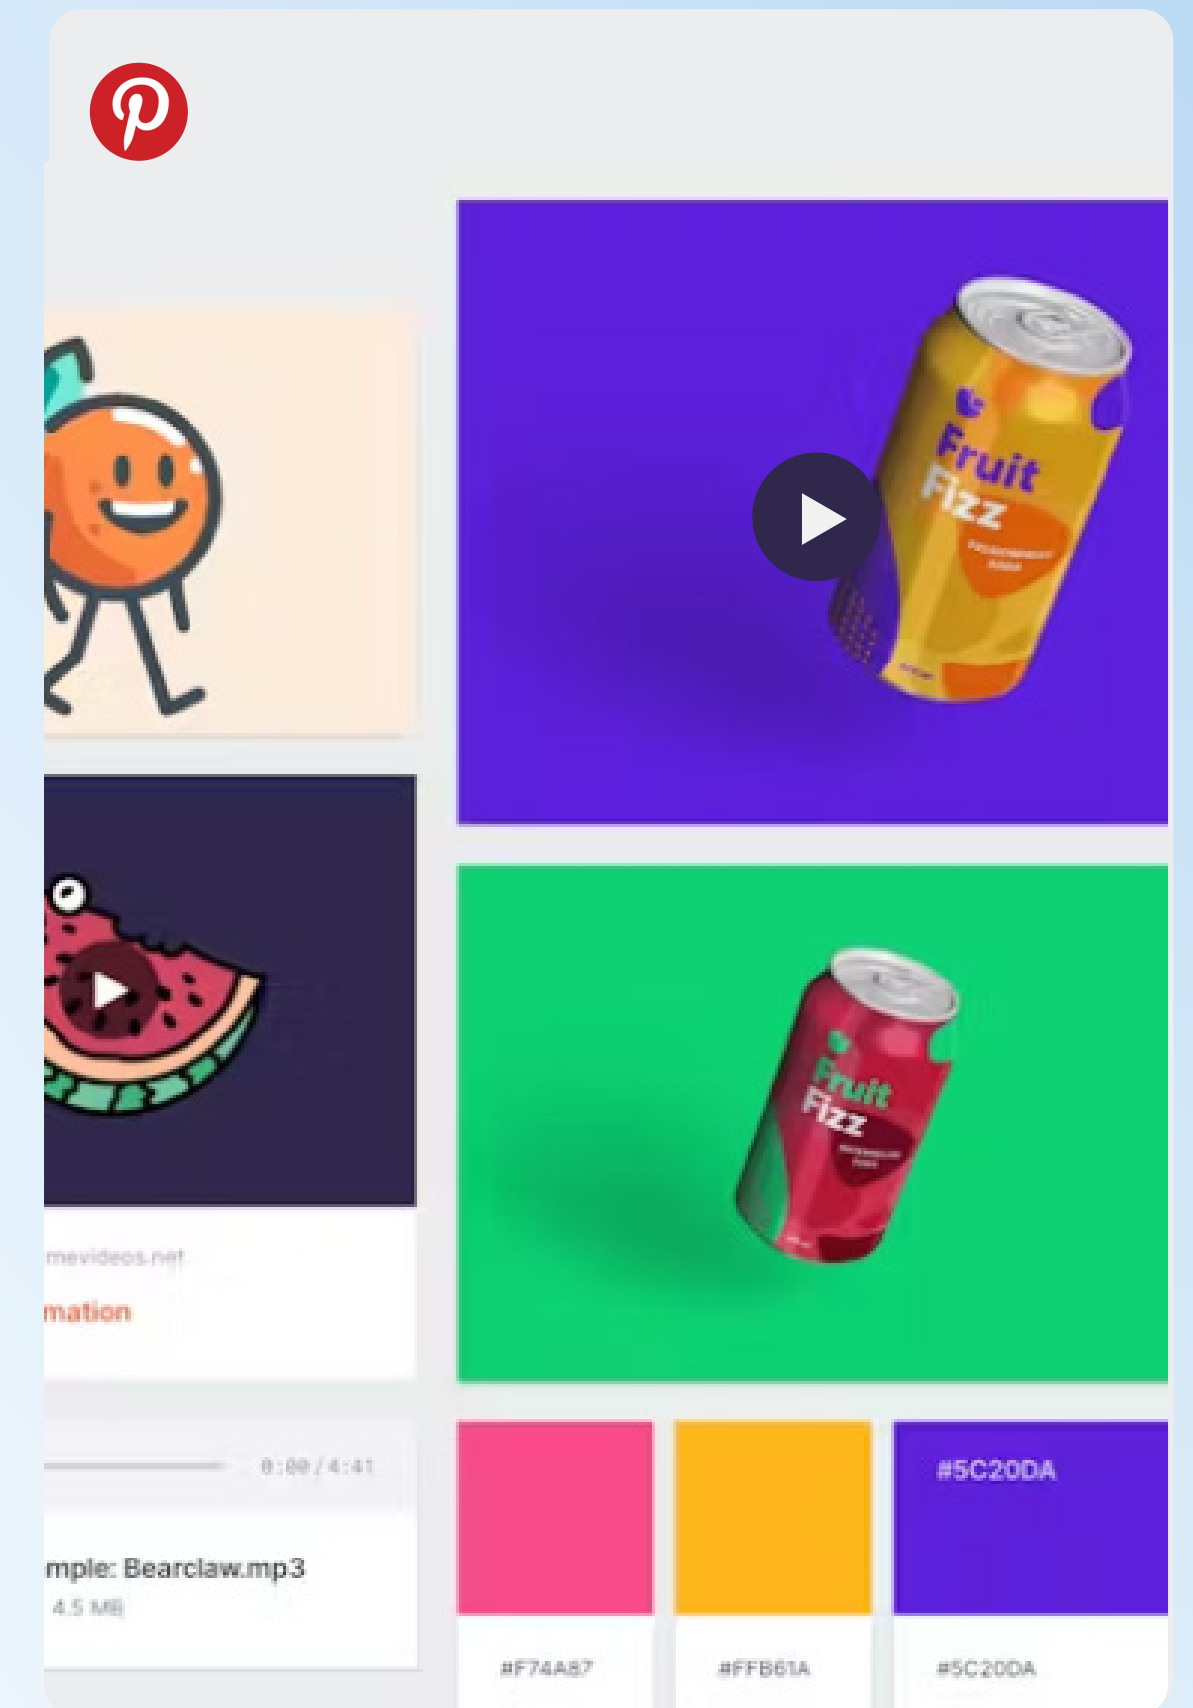 Fruit
Fizz
mevideos.net
mation
0:00 / 4:41
mple: Bearclaw.mp3
4.5 MB
Fruit
Fizz
#5C20DA
#F74A87
#FFB61A
#5C20DA